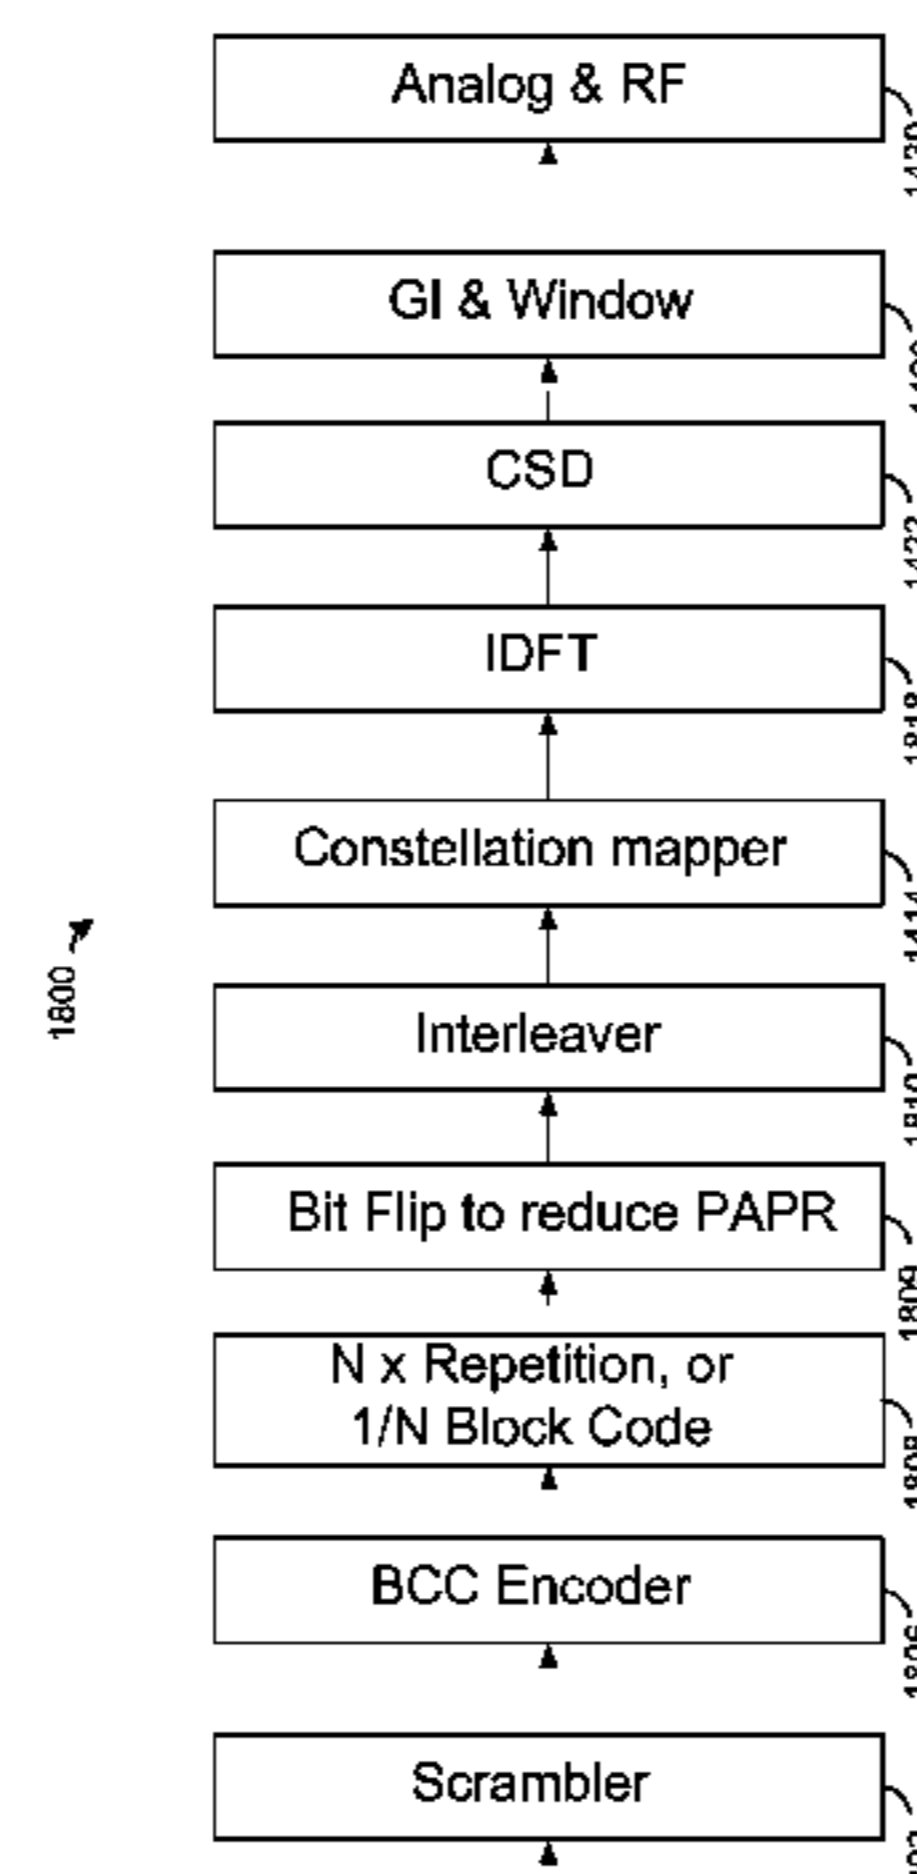 Analog & RF
GI & Window
CSD
IDFT
Constellation mapper
1800
Interleaver
Bit Flip to reduce PAPR
1809
N x Repetition, or
1/N Block Code
BCC Encoder
Scrambler